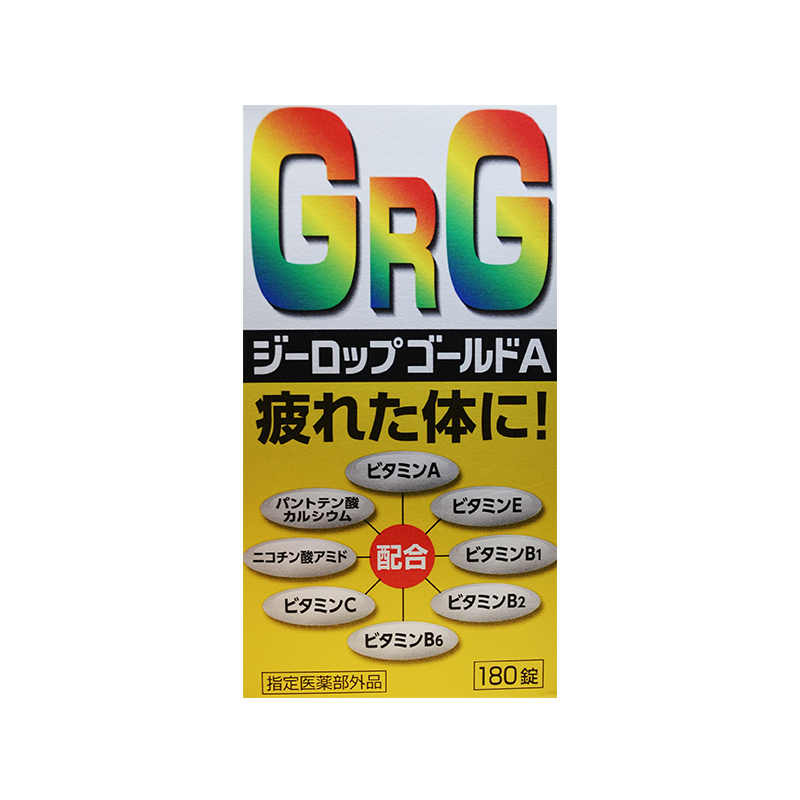 GRG
ジーロップゴールドA
疲れた体に!
ビタミンA
パントテン酸
カルシウム
ビタミンE
ニコチン酸アミド
配合
ビタミンB1
ビタミンC
ビタミンB2
ビタミンB6
指定医薬部外品
180錠